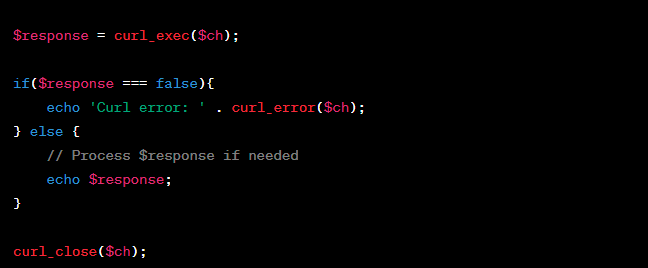 $response = curl_exec($ch);
if($response === false){
    echo 'Curl error: ' . curl_error($ch);
} else {
    // Process $response if needed
    echo $response;
}
curl_close($ch);